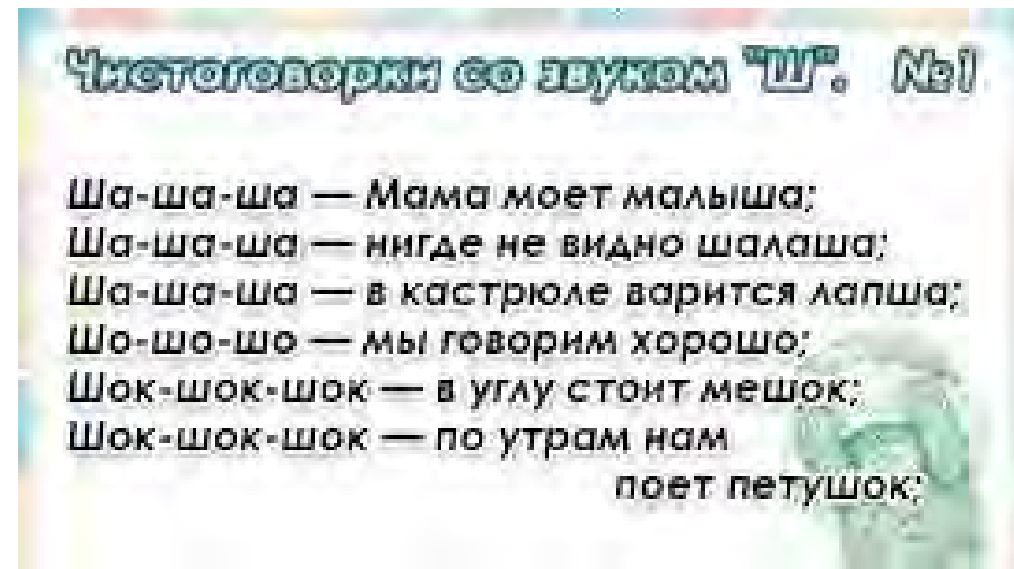 Чистоговорки со звуком "Ш". №1
Ша-ша-ша — Мама моет малыша;
Ша-ша-ша — нигде не видно шалаша;
Ша-ша-ша — в кастрюле варится лапша;
Шо-шо-шо — мы говорим хорошо;
Шок-шок-шок — в углу стоит мешок;
Шок-шок-шок — по утрам нам
поет петушок;